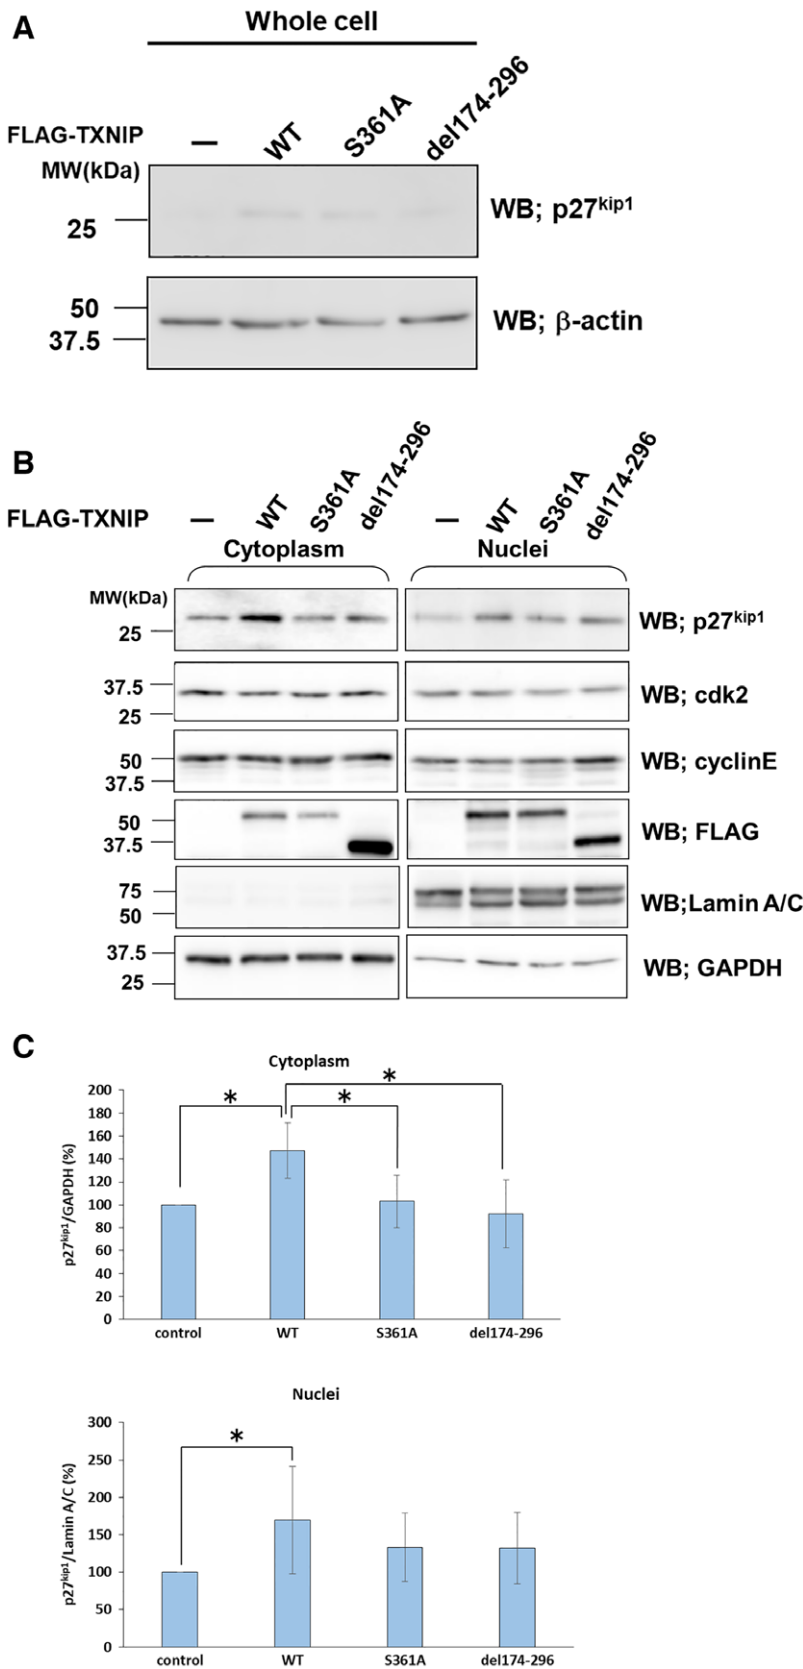 A
Whole cell
FLAG-TXNIP — WT S361A del174-296
MW(kDa)
25
WB; p27kip1
50
37.5
WB; β-actin
B
FLAG-TXNIP — WT S361A del174-296 — WT S361A del174-296
Cytoplasm Nuclei
MW(kDa)
25
WB; p27kip1
37.5
25
WB; cdk2
50
37.5
WB; cyclinE
50
37.5
WB; FLAG
75
50
WB;Lamin A/C
37.5
25
WB; GAPDH
C
Cytoplasm
p27kip1/GAPDH (%)
200
180
160
140
120
100
80
60
40
20
0
* * *
control WT S361A del174-296
Nuclei
p27kip1/Lamin A/C (%)
300
250
200
150
100
50
0
*
control WT S361A del174-296